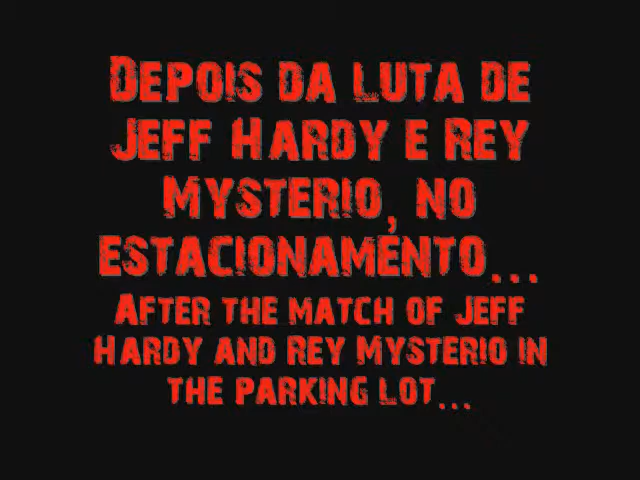 Depois da luta de
Jeff Hardy e Rey
Mysterio, no
estacionamento...
After the match of Jeff
Hardy and Rey Mysterio in
the parking lot...